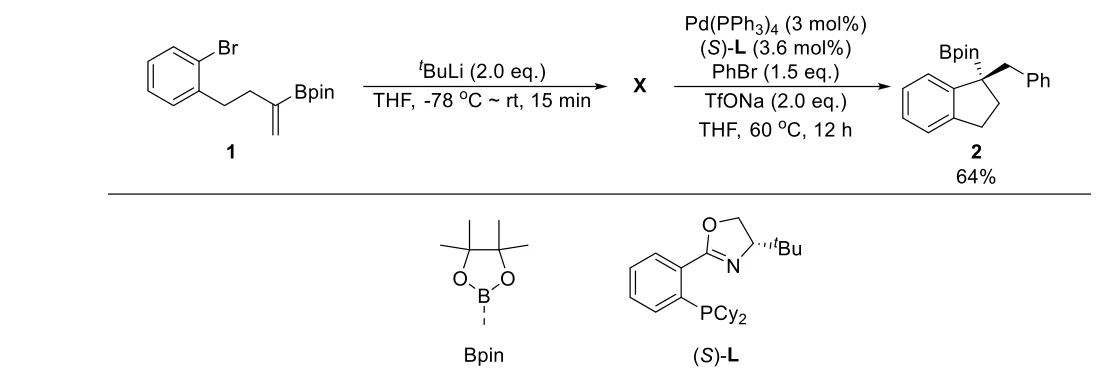 Br
Bpin
1
ᵗBuLi (2.0 eq.)
THF, -78 °C ~ rt, 15 min
X
Pd(PPh₃)₄ (3 mol%)
(S)-L (3.6 mol%)
PhBr (1.5 eq.)
TfONa (2.0 eq.)
THF, 60 °C, 12 h
Bpin
Ph
2
64%
O
O
B
Bpin
O
N
ᵗBu
PCy₂
(S)-L